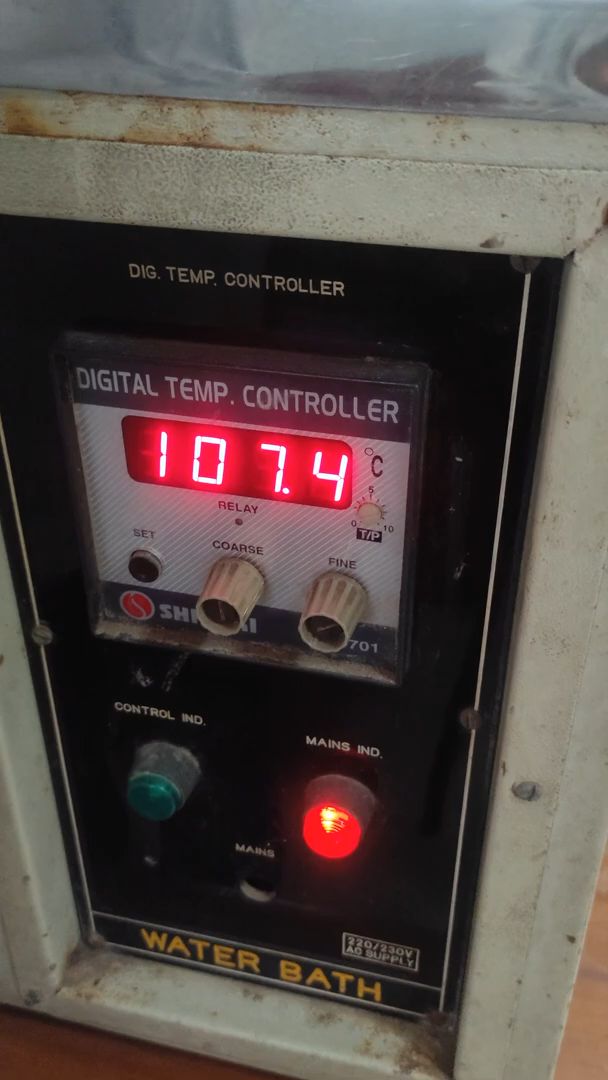 DIG. TEMP. CONTROLLER
DIGITAL TEMP. CONTROLLER
107.4 °C
RELAY
5
0 10
T/P
SET
COARSE
FINE
701
CONTROL IND.
MAINS IND.
MAINS
220/230V
AC SUPPLY
WATER BATH